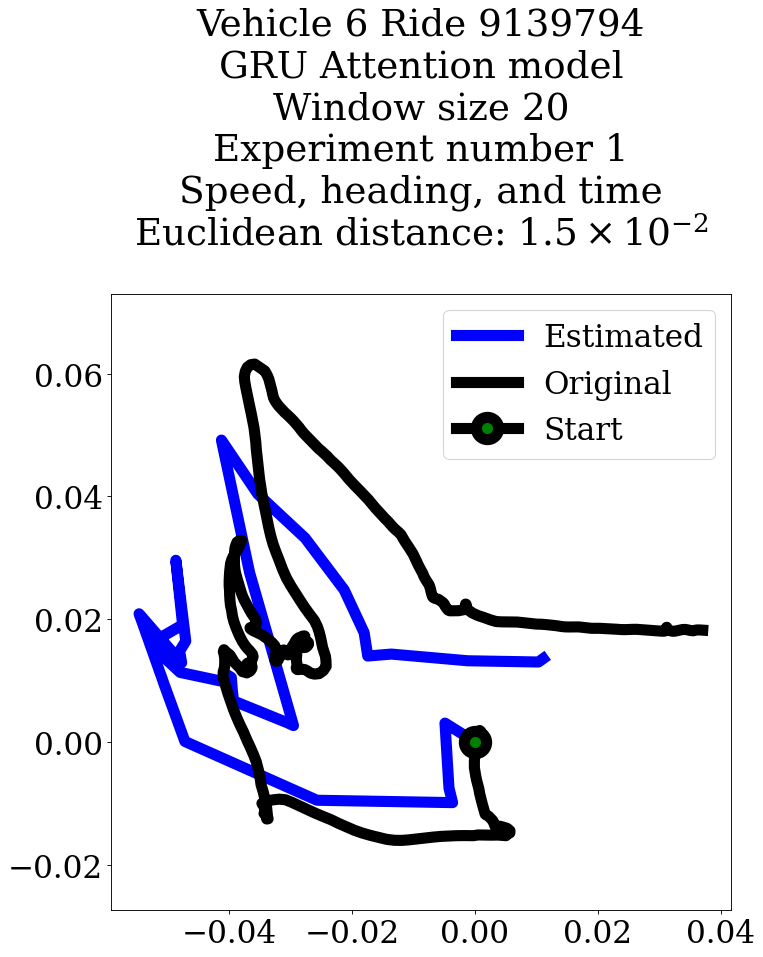 Vehicle 6 Ride 9139794
GRU Attention model
Window size 20
Experiment number 1
Speed, heading, and time
Euclidean distance: 1.5 × 10⁻²
Estimated
Original
Start
0.06
0.04
0.02
0.00
−0.02
−0.04
−0.02
0.00
0.02
0.04